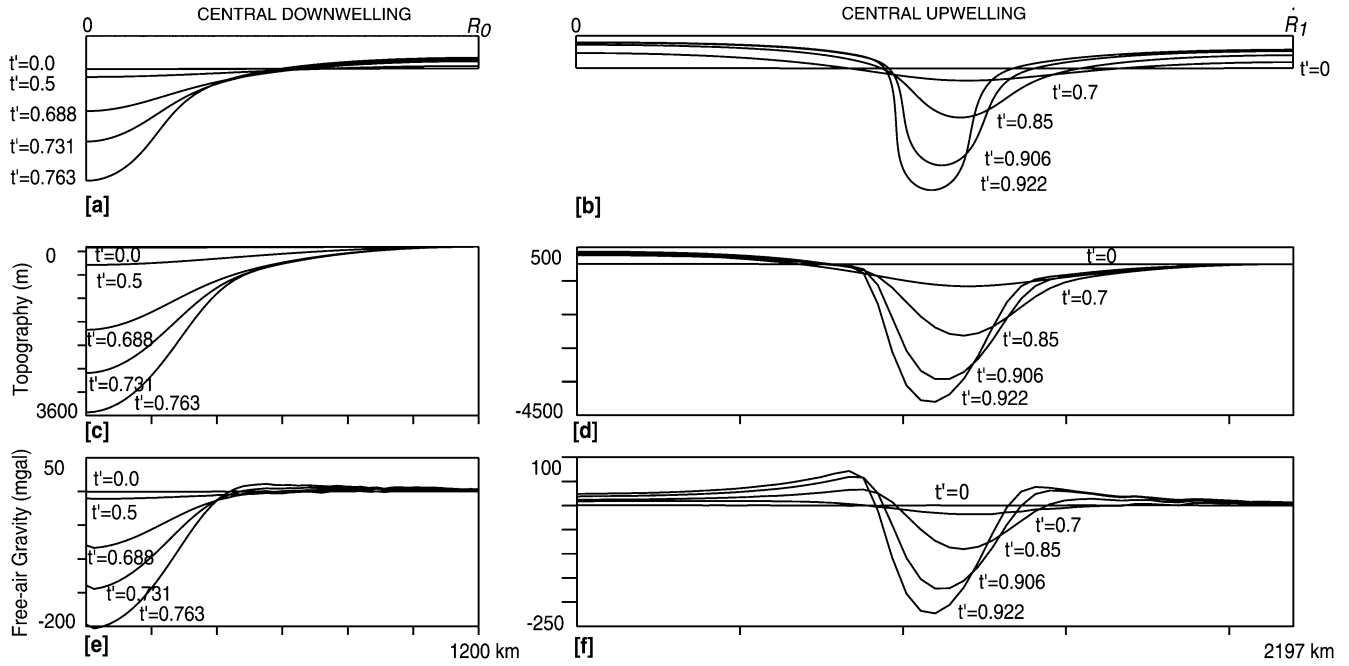 CENTRAL DOWNWELLING
CENTRAL UPWELLING
0
R0
0
R1
t'=0.0
t'=0.5
t'=0.688
t'=0.731
t'=0.763
[a]
t'=0
t'=0.7
t'=0.85
t'=0.906
t'=0.922
[b]
Topography (m)
0
3600
t'=0.0
t'=0.5
t'=0.688
t'=0.731
t'=0.763
[c]
500
-4500
t'=0
t'=0.7
t'=0.85
t'=0.906
t'=0.922
[d]
Free-air Gravity (mgal)
50
-200
t'=0.0
t'=0.5
t'=0.688
t'=0.731
t'=0.763
[e]
1200 km
100
-250
t'=0
t'=0.7
t'=0.85
t'=0.906
t'=0.922
[f]
2197 km